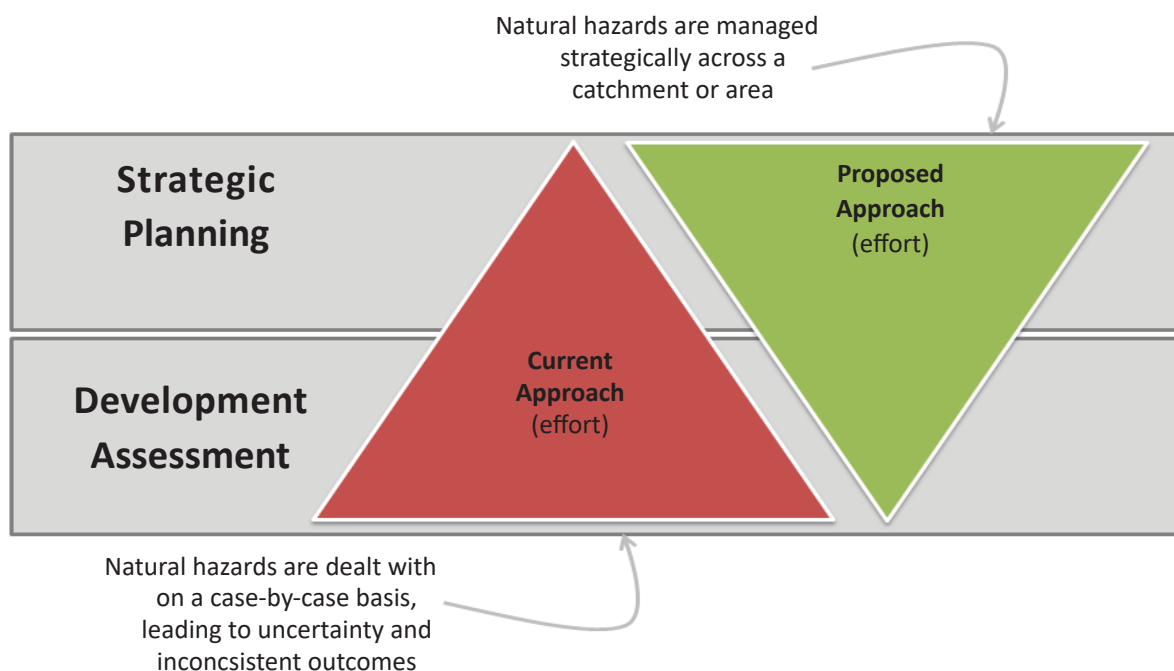 Natural hazards are managed
strategically across a
catchment or area
Strategic
Planning
Proposed
Approach
(effort)
Current
Approach
(effort)
Development
Assessment
Natural hazards are dealt with
on a case-by-case basis,
leading to uncertainty and
inconcsistent outcomes